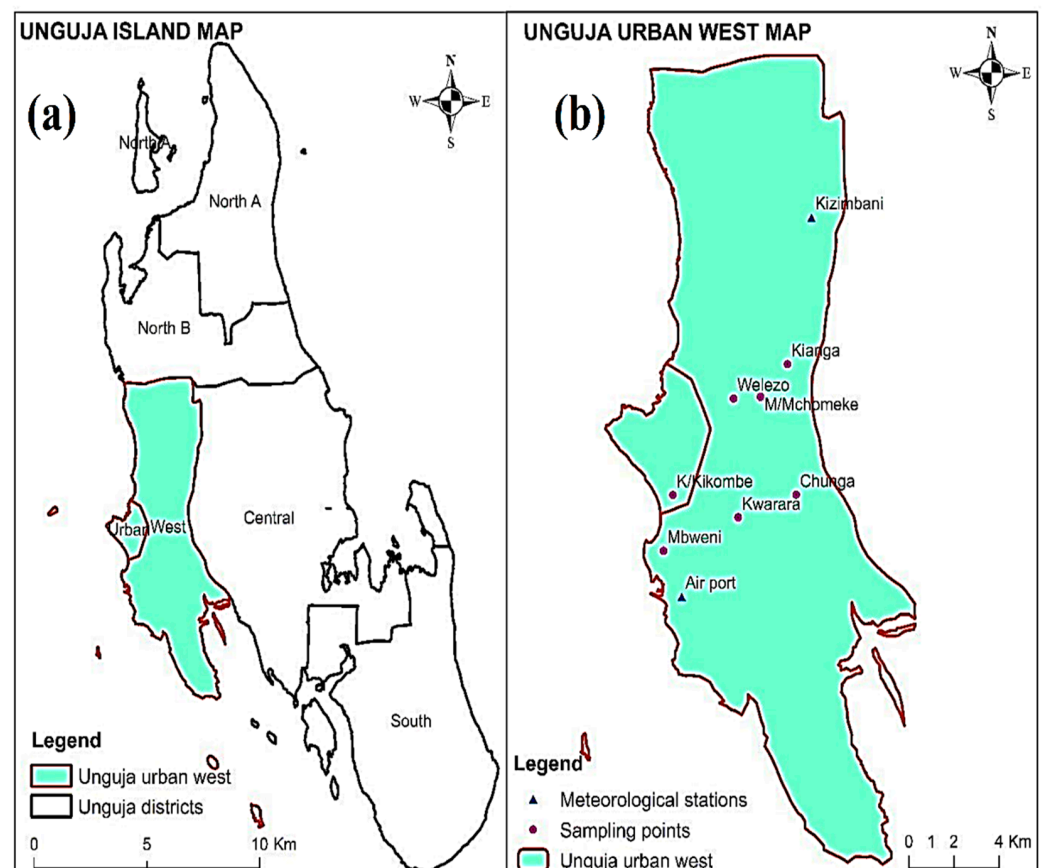 UNGUJA ISLAND MAP
(a)
N
W E
S
North A
North A
North B
Urban West
Central
South
Legend
Unguja urban west
Unguja districts
0 5 10 Km
UNGUJA URBAN WEST MAP
(b)
N
W E
S
Kizimbani
Kianga
Welezo
M/Mchomeke
K/Kikombe
Chunga
Kwarara
Mbweni
Air port
Legend
Meteorological stations
Sampling points
Unguja urban west
0 1 2 4 Km